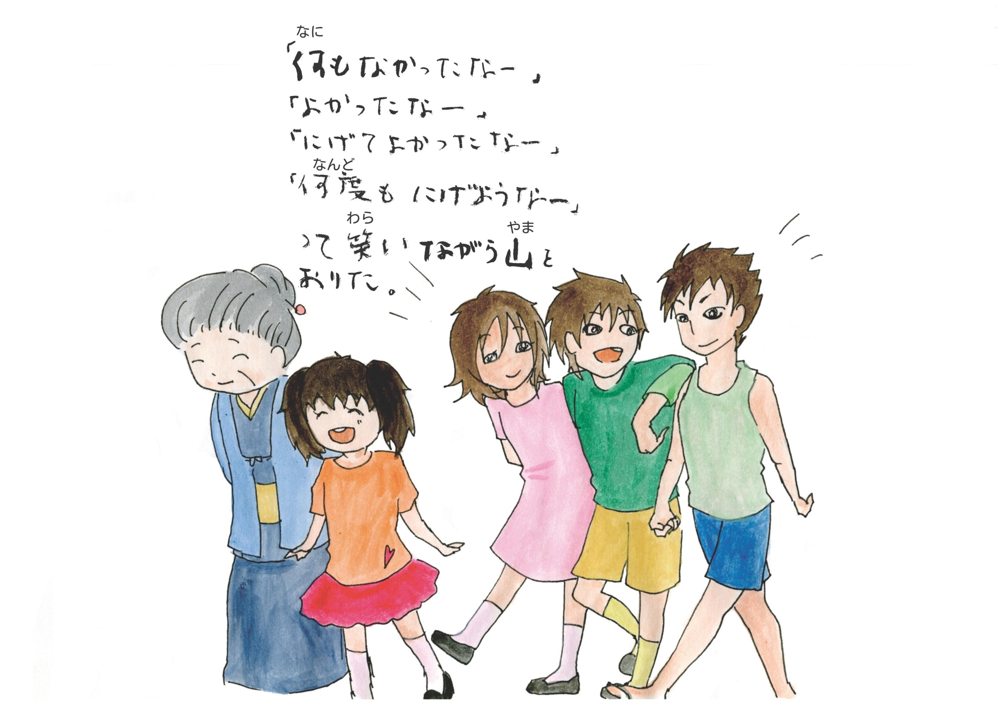 なに
「何もなかったなー」
「よかったなー」
「にげてよかったなー」
なんど
「何度もにげようなー」
わら やま
って笑いながら山を
おりた。